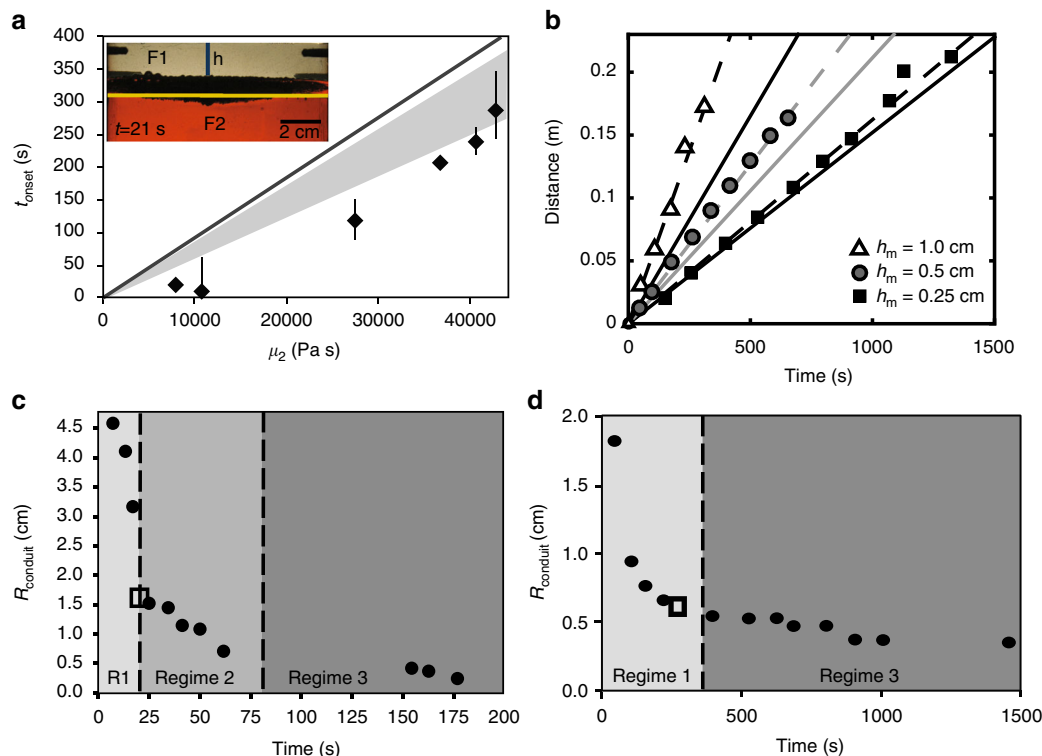 a
400
350
300
250
200
150
100
50
0
t_onset (s)
F1
h
F2
t=21 s
2 cm
0
10000
20000
30000
40000
μ₂ (Pa s)
b
0.2
0.15
0.1
0.05
0
Distance (m)
h_m = 1.0 cm
h_m = 0.5 cm
h_m = 0.25 cm
0
500
1000
1500
Time (s)
c
4.5
4.0
3.5
3.0
2.5
2.0
1.5
1.0
0.5
0.0
R_conduit (cm)
R1
Regime 2
Regime 3
0
25
50
75
100
125
150
175
200
Time (s)
d
2.0
1.5
1.0
0.5
0.0
R_conduit (cm)
Regime 1
Regime 3
0
500
1000
1500
Time (s)